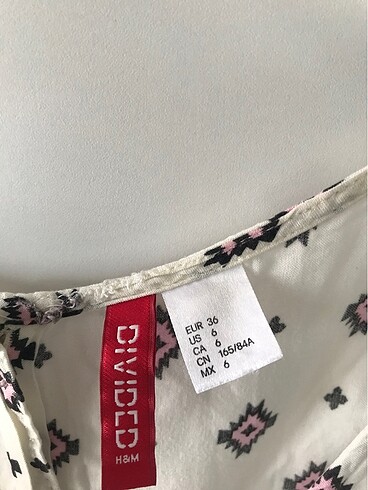 DIVIDED
H&M
EUR 36
US 6
CA 6
CN 165/84A
MX 6